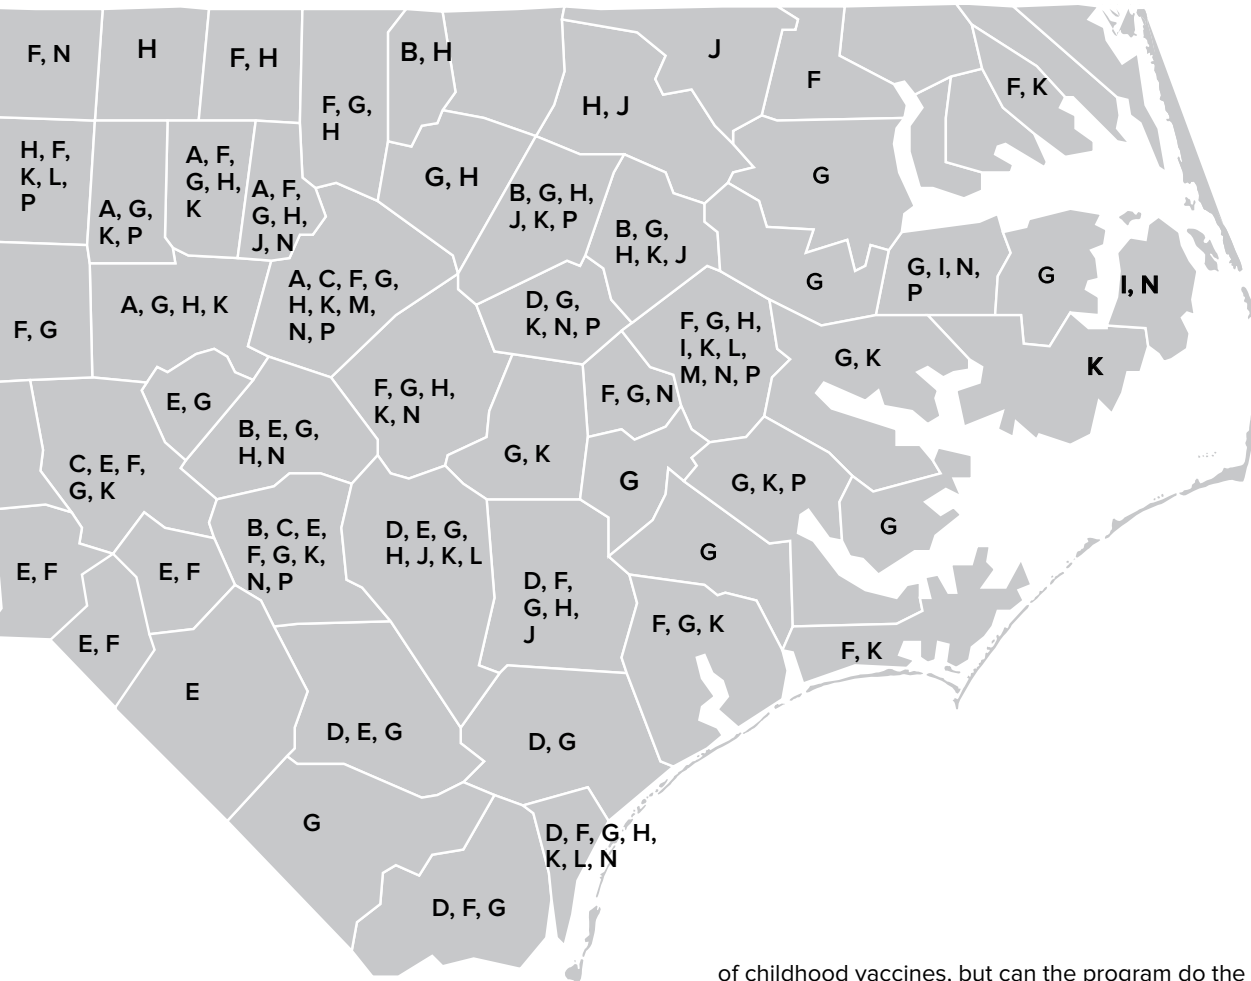 F, N
H
F, H
B, H
J
F
F, K
H, J
F, G,
H
H, F,
K, L,
P
A, F,
G, H,
K
A, G,
K, P
A, F,
G, H,
J, N
G, H
B, G, H,
J, K, P
G
B, G,
H, K, J
A, C, F, G,
H, K, M,
N, P
A, G, H, K
F, G
D, G,
K, N, P
G
G, I, N,
P
G
I, N
F, G, H,
I, K, L,
M, N, P
G, K
K
E, G
F, G, H,
K, N
F, G, N
B, E, G,
H, N
G, K
C, E, F,
G, K
G
G, K, P
G
B, C, E,
F, G, K,
N, P
D, E, G,
H, J, K, L
G
E, F
E, F
D, F,
G, H,
J
E, F
F, G, K
F, K
E
D, E, G
D, G
G
D, F, G, H,
K, L, N
D, F, G
of childhood vaccines, but can the program do the